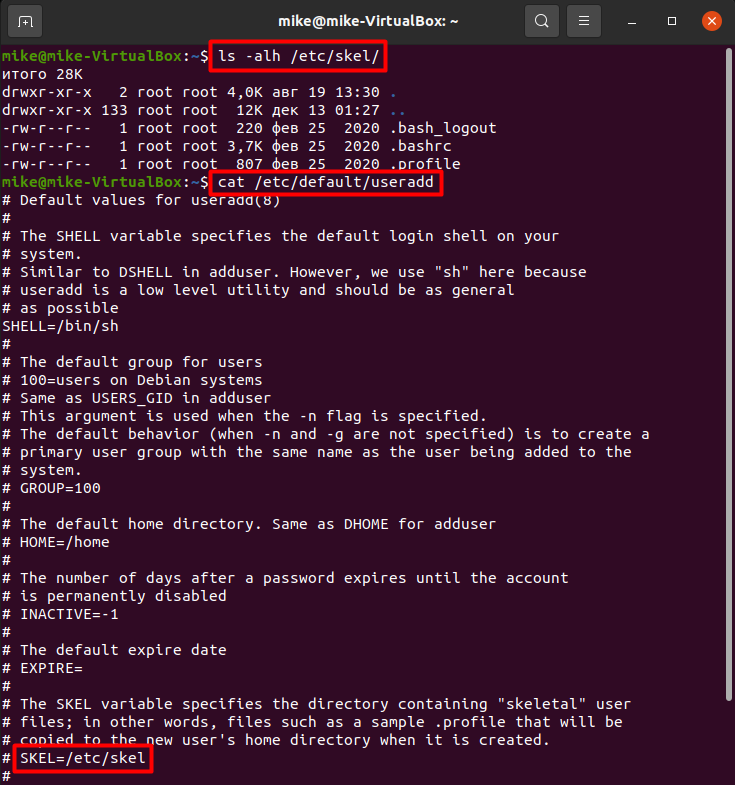 mike@mike-VirtualBox: ~
mike@mike-VirtualBox:~$ ls -alh /etc/skel/
итого 28K
drwxr-xr-x   2 root root 4,0K авг 19 13:30 .
drwxr-xr-x 133 root root  12K дек 13 01:27 ..
-rw-r--r--   1 root root  220 фев 25  2020 .bash_logout
-rw-r--r--   1 root root 3,7K фев 25  2020 .bashrc
-rw-r--r--   1 root root  807 фев 25  2020 .profile
mike@mike-VirtualBox:~$ cat /etc/default/useradd
# Default values for useradd(8)
#
# The SHELL variable specifies the default login shell on your
# system.
# Similar to DSHELL in adduser. However, we use "sh" here because
# useradd is a low level utility and should be as general
# as possible
SHELL=/bin/sh
#
# The default group for users
# 100=users on Debian systems
# Same as USERS_GID in adduser
# This argument is used when the -n flag is specified.
# The default behavior (when -n and -g are not specified) is to create a
# primary user group with the same name as the user being added to the
# system.
# GROUP=100
#
# The default home directory. Same as DHOME for adduser
# HOME=/home
#
# The number of days after a password expires until the account
# is permanently disabled
# INACTIVE=-1
#
# The default expire date
# EXPIRE=
#
# The SKEL variable specifies the directory containing "skeletal" user
# files; in other words, files such as a sample .profile that will be
# copied to the new user's home directory when it is created.
# SKEL=/etc/skel
#